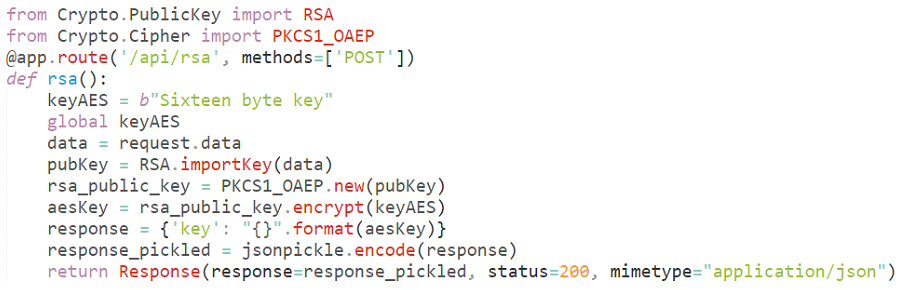 from Crypto.PublicKey import RSA
from Crypto.Cipher import PKCS1_OAEP
@app.route('/api/rsa', methods=['POST'])
def rsa():
    keyAES = b"Sixteen byte key"
    global keyAES
    data = request.data
    pubKey = RSA.importKey(data)
    rsa_public_key = PKCS1_OAEP.new(pubKey)
    aesKey = rsa_public_key.encrypt(keyAES)
    response = {'key': "{}".format(aesKey)}
    response_pickled = jsonpickle.encode(response)
    return Response(response=response_pickled, status=200, mimetype="application/json")